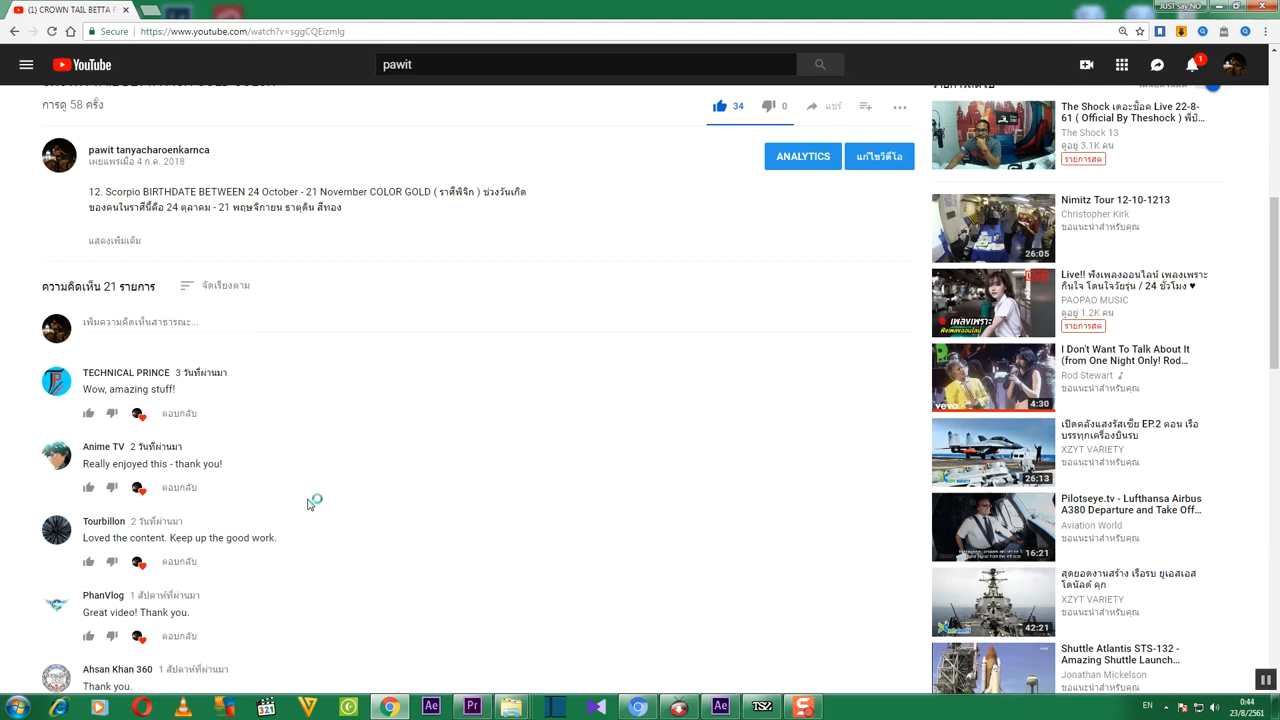 (1) CROWN TAIL BETTA F
JUST say NO
Secure
https://www.youtube.com/watch?v=sggCQEizmlg
YouTube
pawit
1
การดู 58 ครั้ง
34
0
แชร์
pawit tanyacharoenkarnca
เผยแพร่เมื่อ 4 ก.ค. 2018
ANALYTICS
แก้ไขวิดีโอ
12. Scorpio BIRTHDATE BETWEEN 24 October - 21 November COLOR GOLD ( ราศีพิจิก ) ช่วงวันเกิด
ของคนในราศีนี้คือ 24 ตุลาคม - 21 พฤศจิกายน ธาตุดิน สีทอง
แสดงเพิ่มเติม
ความคิดเห็น 21 รายการ
จัดเรียงตาม
เพิ่มความคิดเห็นสาธารณะ...
TECHNICAL PRINCE 3 วันที่ผ่านมา
Wow, amazing stuff!
ตอบกลับ
Anime TV 2 วันที่ผ่านมา
Really enjoyed this - thank you!
ตอบกลับ
Tourbillon 2 วันที่ผ่านมา
Loved the content. Keep up the good work.
ตอบกลับ
PhanVlog 1 สัปดาห์ที่ผ่านมา
Great video! Thank you.
ตอบกลับ
Ahsan Khan 360 1 สัปดาห์ที่ผ่านมา
Thank you.
The Shock เดอะช็อค Live 22-8-
61 ( Official By Theshock ) พี่ป๋...
The Shock 13
ดูอยู่ 3.1K คน
รายการสด
Nimitz Tour 12-10-1213
Christopher Kirk
ขอแนะนำสำหรับคุณ
26:05
Live!! ฟังเพลงออนไลน์ เพลงเพราะ
กินใจ โดนใจวัยรุ่น / 24 ชั่วโมง ♥
PAOPAO MUSIC
ดูอยู่ 1.2K คน
รายการสด
เพลงเพราะ
I Don't Want To Talk About It
(from One Night Only! Rod...
Rod Stewart ♪
ขอแนะนำสำหรับคุณ
vevo
4:30
เปิดคลังแสงรัสเซีย EP.2 ตอน เรือ
บรรทุกเครื่องบินรบ
XZYT VARIETY
ขอแนะนำสำหรับคุณ
26:13
Pilotseye.tv - Lufthansa Airbus
A380 Departure and Take Off...
Aviation World
ขอแนะนำสำหรับคุณ
16:21
สุดยอดงานสร้าง เรือรบ ยูเอสเอส
โดนัลด์ คุก
XZYT VARIETY
ขอแนะนำสำหรับคุณ
42:21
Shuttle Atlantis STS-132 -
Amazing Shuttle Launch...
Jonathan Mickelson
ขอแนะนำสำหรับคุณ
321
Ae
Pr
Ae
TS2
EN
0:44
23/8/2561